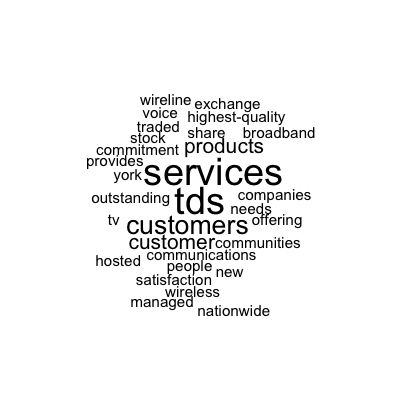 wireline exchange
voice highest-quality
traded share broadband
stock products
commitment
provides services
york companies
outstanding tds needs
tv customers offering
customer communities
hosted communications
people new
satisfaction
wireless
managed
nationwide